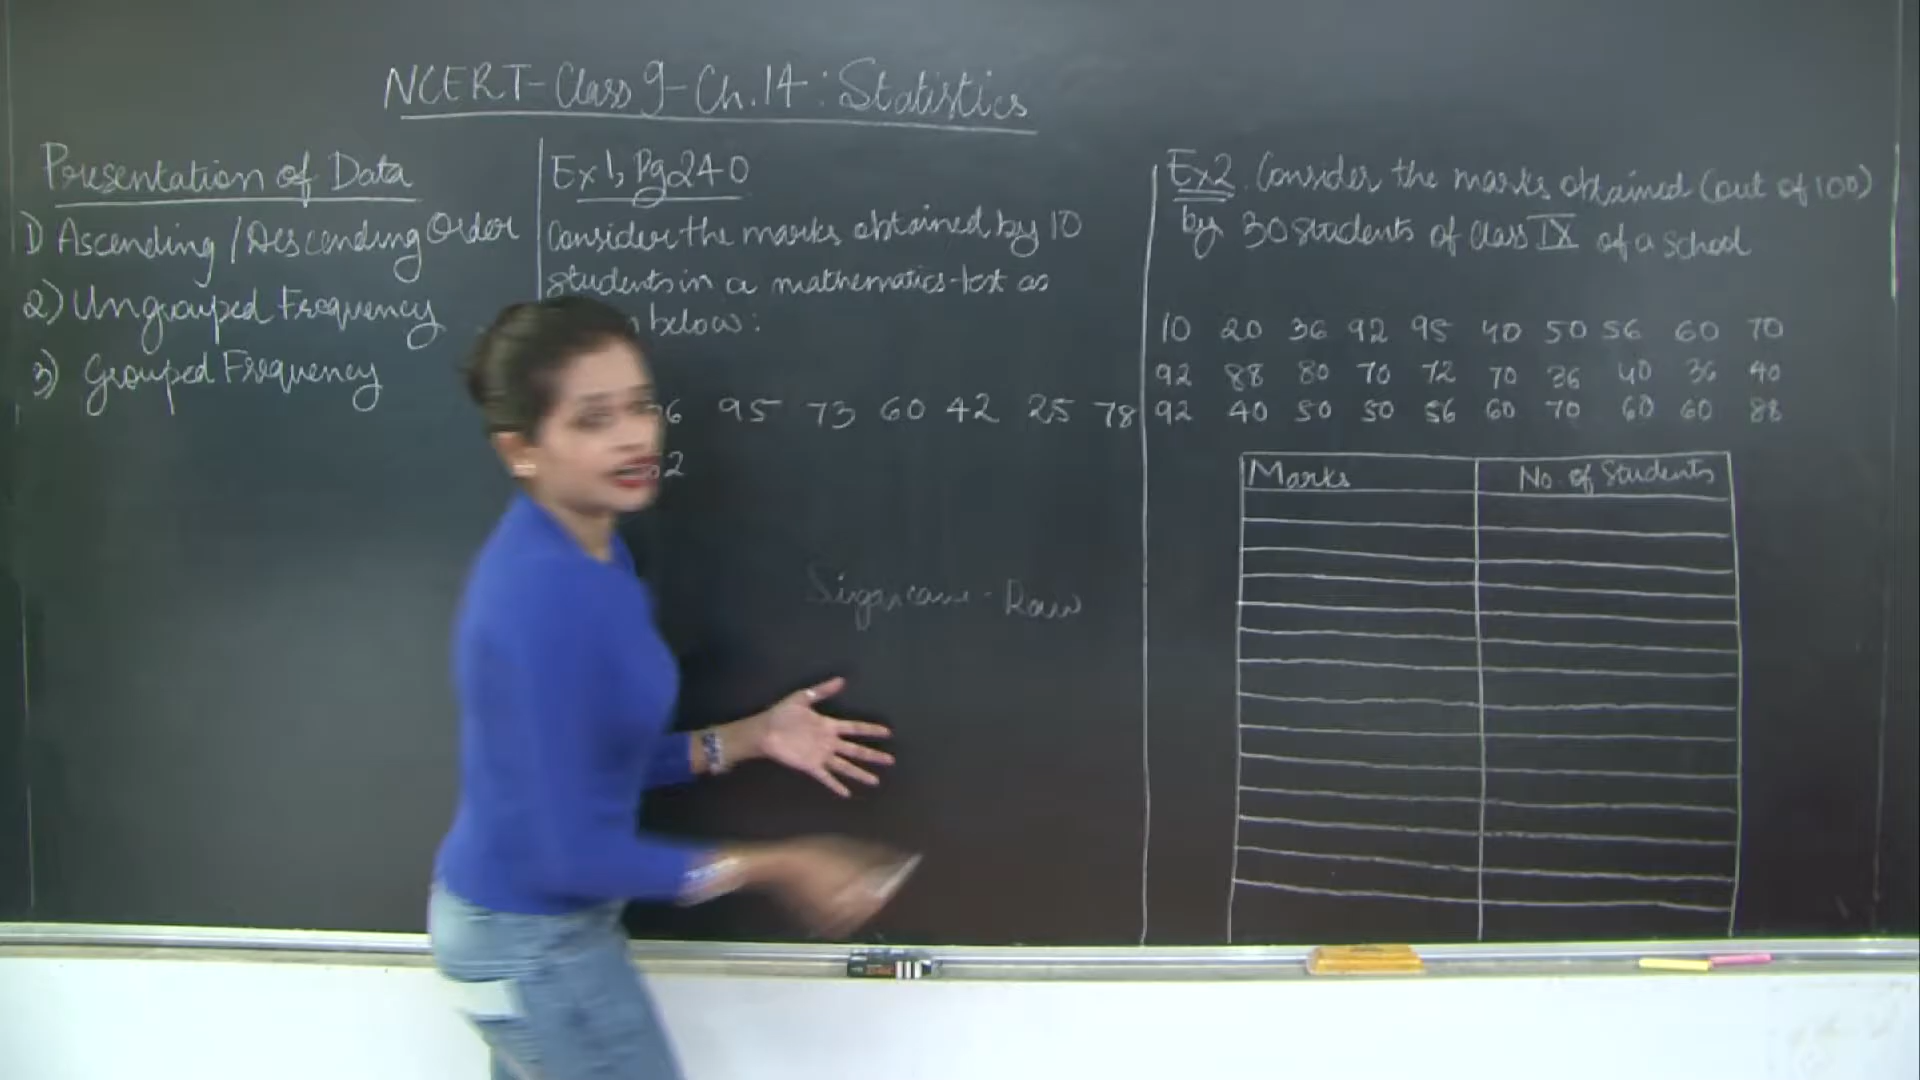 NCERT-Class 9-Ch.14: Statistics
Presentation of Data
1) Ascending/Descending Order
2) Ungrouped Frequency
3) Grouped Frequency
Ex 1, Pg 240
Consider the marks obtained by 10
students in a mathematics test as
below:
6 95 73 60 42 25 78
2
Raw
Ex2. Consider the marks obtained (out of 100)
by 30 students of class IX of a school
10 20 36 92 95 40 50 56 60 70
92 88 80 70 72 70 36 40 36 40
92 40 50 50 56 60 70 60 60 88
Marks No. of Students